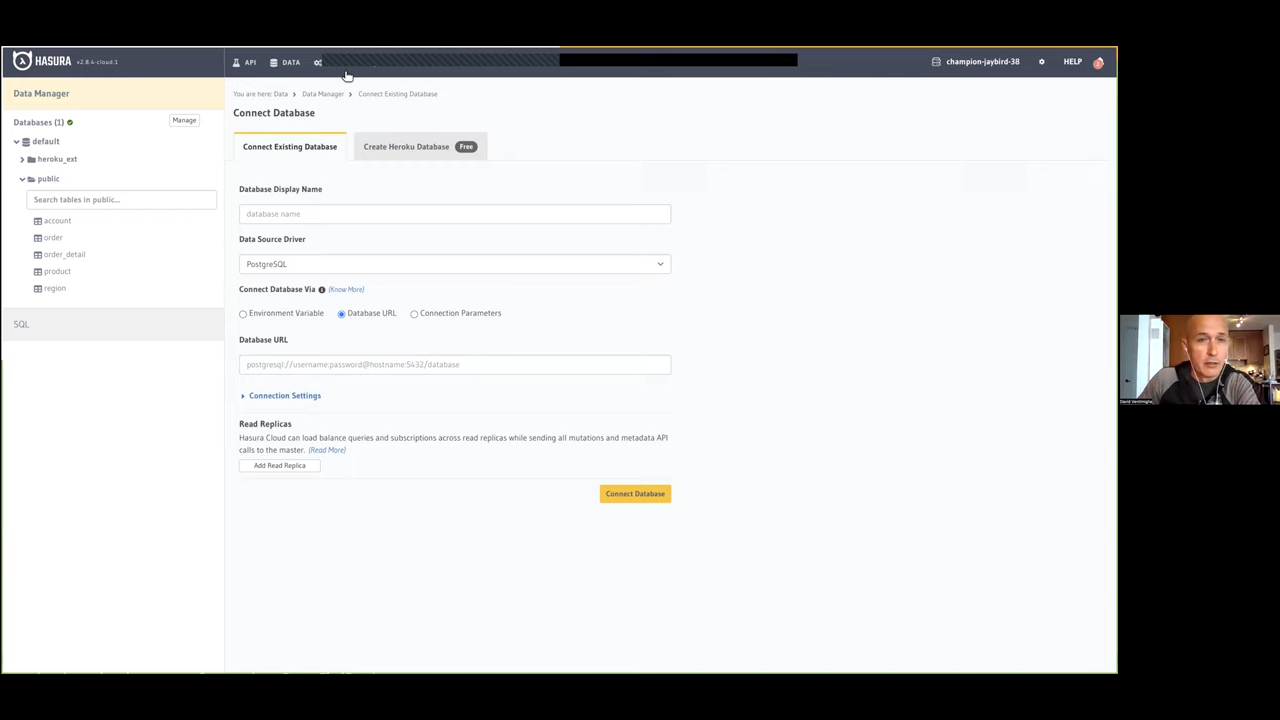 HASURA v2.8.4-cloud.1
API DATA
champion-jaybird-38 HELP
Data Manager
You are here: Data > Data Manager > Connect Existing Database
Connect Database
Databases (1) Manage
default
heroku_ext
public
Search tables in public...
account
order
order_detail
product
region
SQL
Connect Existing Database
Create Heroku Database Free
Database Display Name
database name
Data Source Driver
PostgreSQL
Connect Database Via (Know More)
Environment Variable Database URL Connection Parameters
Database URL
postgresql://username:password@hostname:5432/database
Connection Settings
Read Replicas
Hasura Cloud can load balance queries and subscriptions across read replicas while sending all mutations and metadata API
calls to the master. (Read More)
Add Read Replica
Connect Database
David Ventimiglia